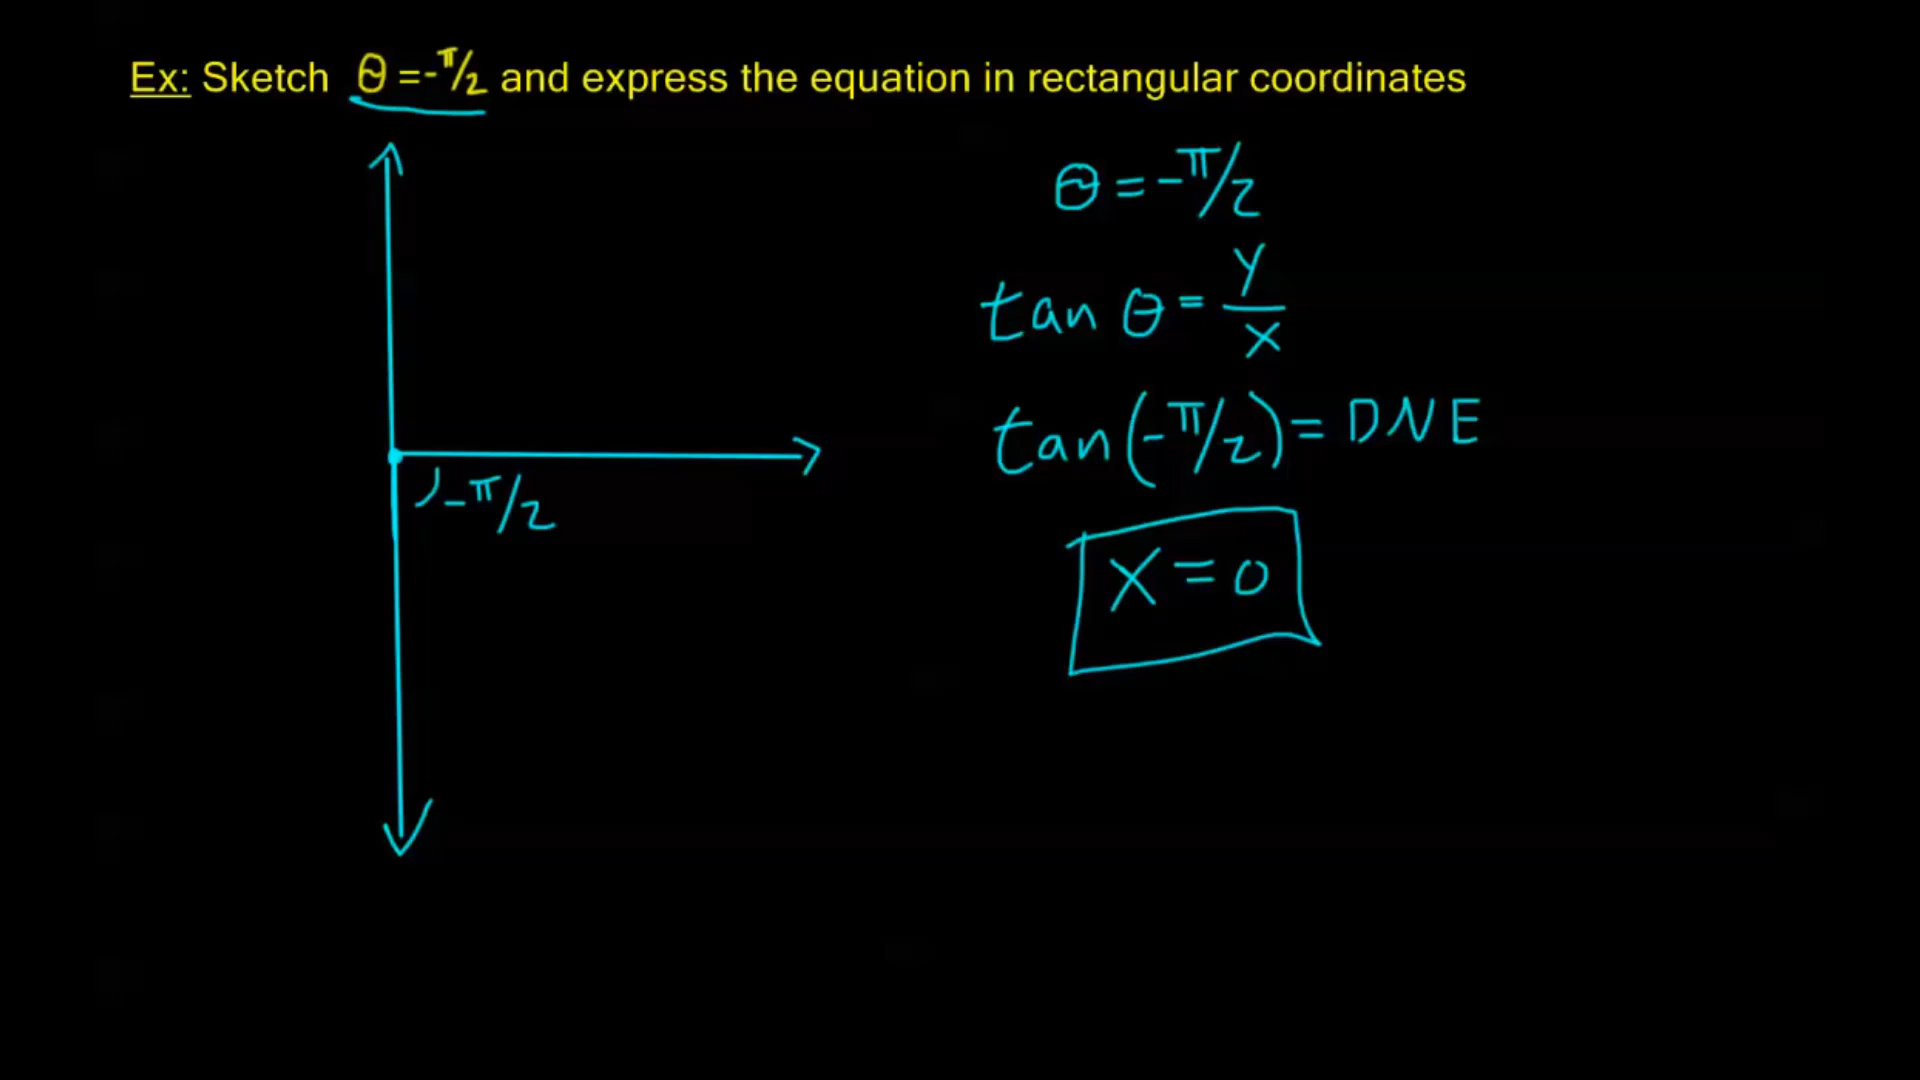 Ex: Sketch θ = -π/2 and express the equation in rectangular coordinates
θ = -π/2
tan θ = y/x
tan(-π/2) = DNE
-π/2
x = 0